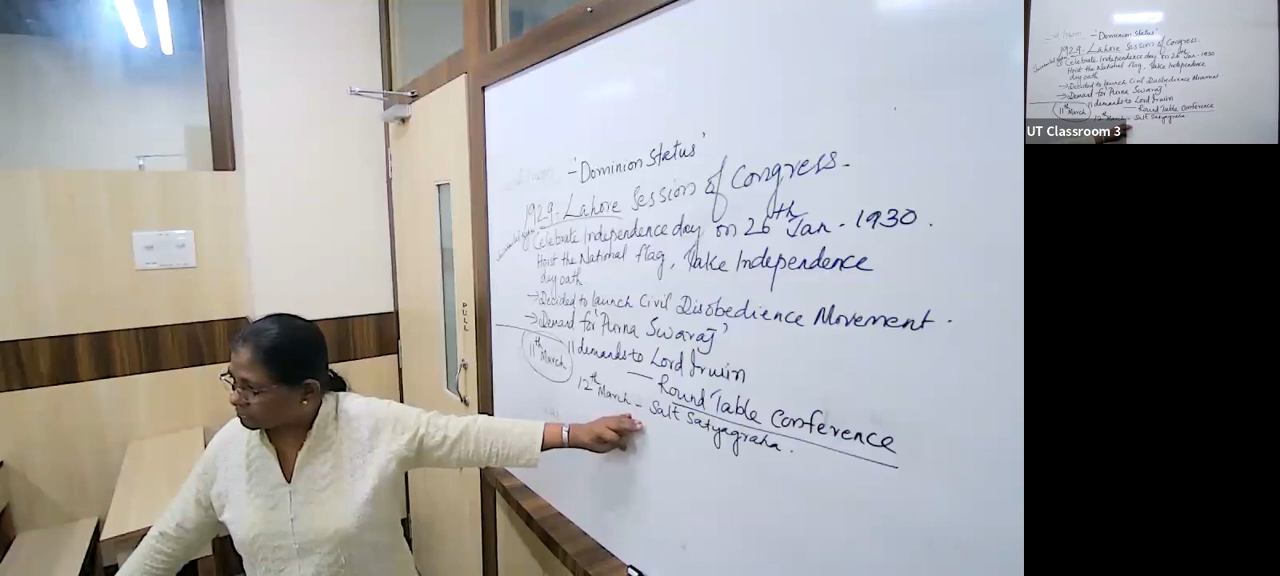 - 'Dominion Status'
1929 - Lahore Session of Congress.
Celebrate Independence day on 26th Jan - 1930.
Hoist the National flag, Take Independence
day oath
→ Decided to launch Civil Disobedience Movement.
→ Demand for 'Purna Swaraj'
11th March 11 demands to Lord Irwin
— Round Table Conference
12th March - Salt Satyagraha.
PULL
UT Classroom 3